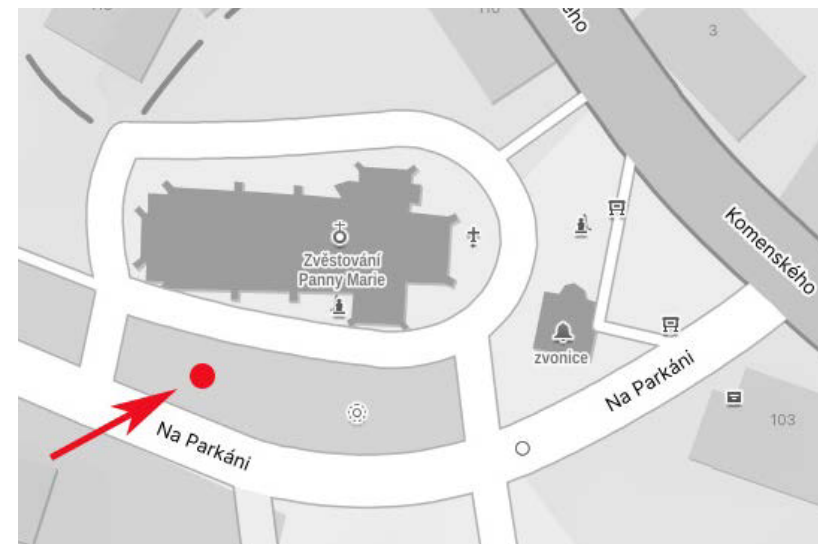 3
Komenského
Zvěstování
Panny Marie
zvonice
Na Parkáni
Na Parkáni
103